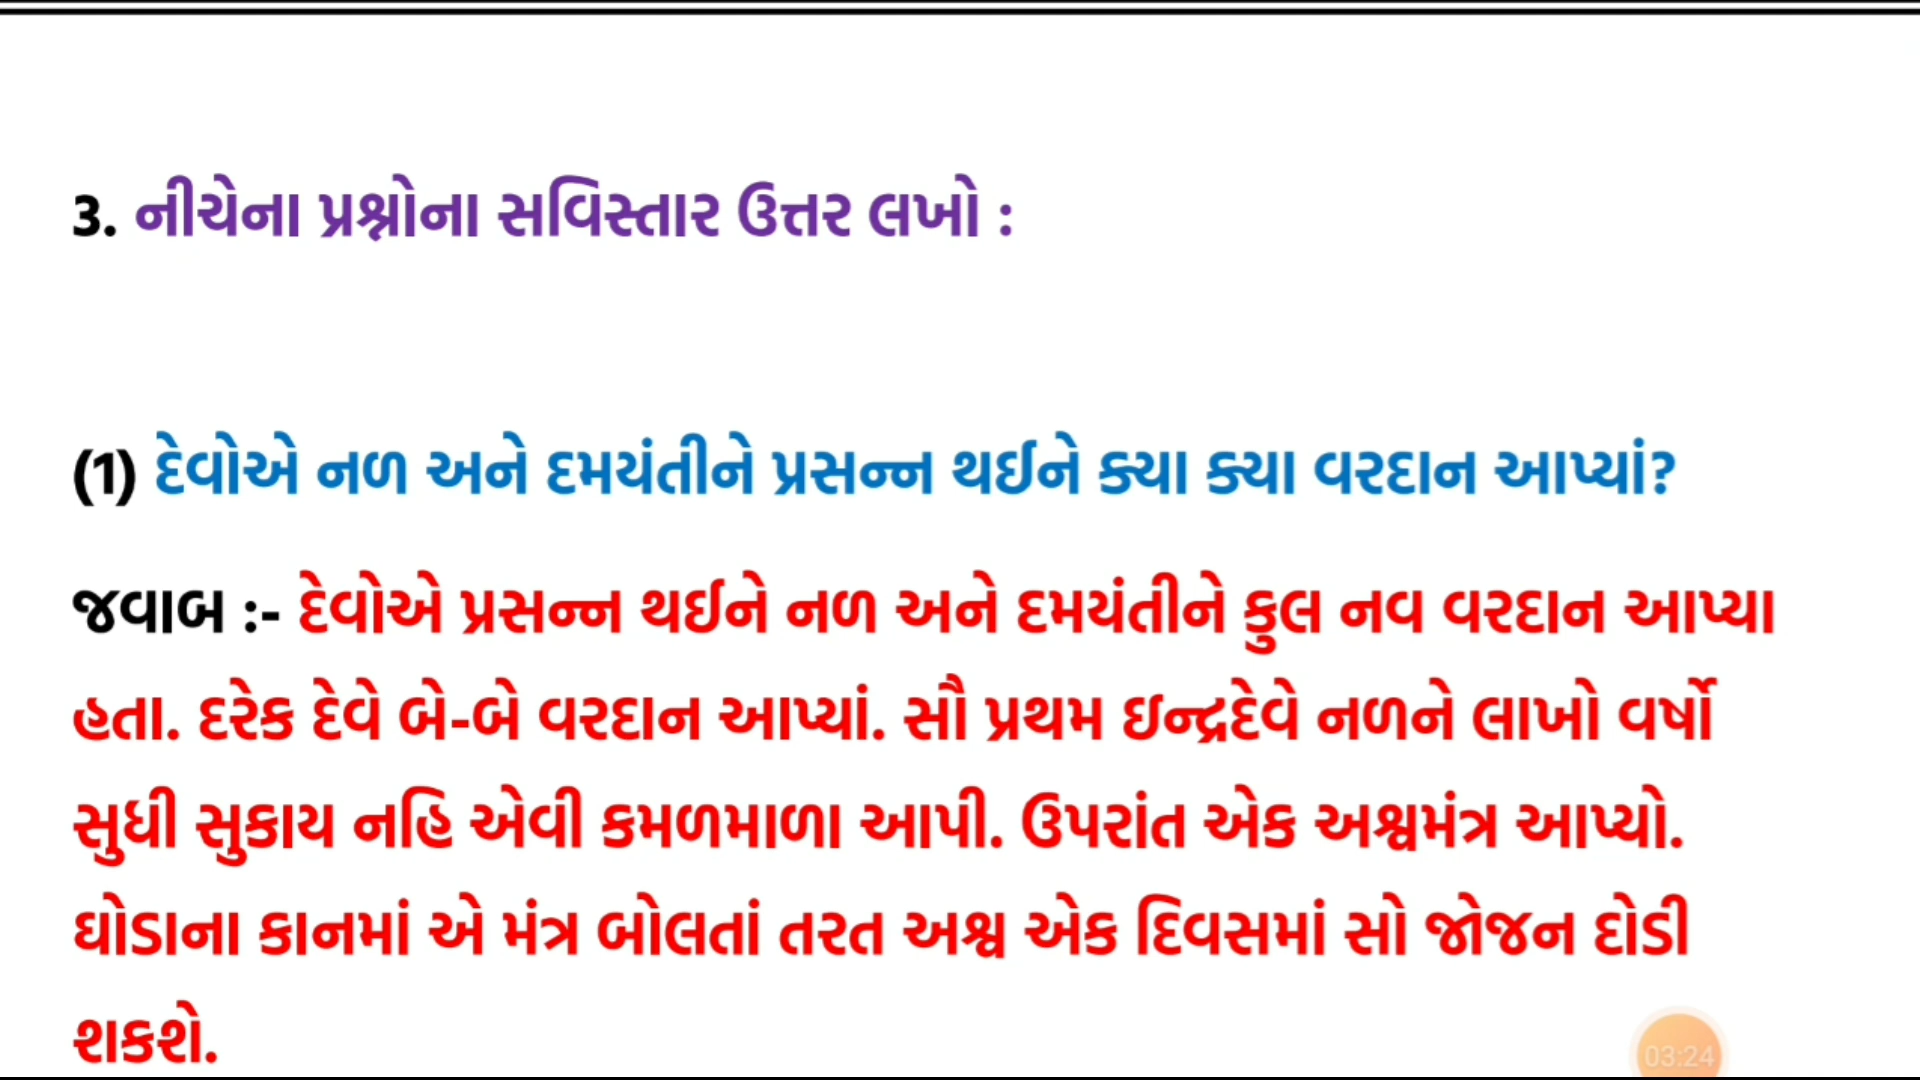 3. નીચેના પ્રશ્નોના સવિસ્તાર ઉત્તર લખો :
(1) દેવોએ નળ અને દમયંતીને પ્રસન્ન થઈને ક્યા ક્યા વરદાન આપ્યાં?
જવાબ :- દેવોએ પ્રસન્ન થઈને નળ અને દમયંતીને કુલ નવ વરદાન આપ્યા
હતા. દરેક દેવે બે-બે વરદાન આપ્યાં. સૌ પ્રથમ ઇન્દ્રદેવે નળને લાખો વર્ષો
સુધી સુકાય નહિ એવી કમળમાળા આપી. ઉપરાંત એક અશ્વમંત્ર આપ્યો.
ઘોડાના કાનમાં એ મંત્ર બોલતાં તરત અશ્વ એક દિવસમાં સો જોજન દોડી
શકશે.
03:24